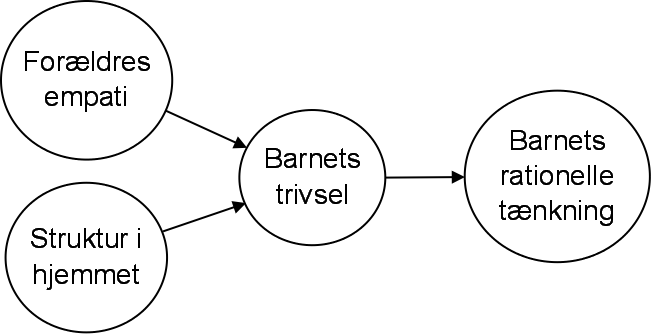 Forældres
empati
Struktur i
hjemmet
Barnets
trivsel
Barnets
rationelle
tænkning